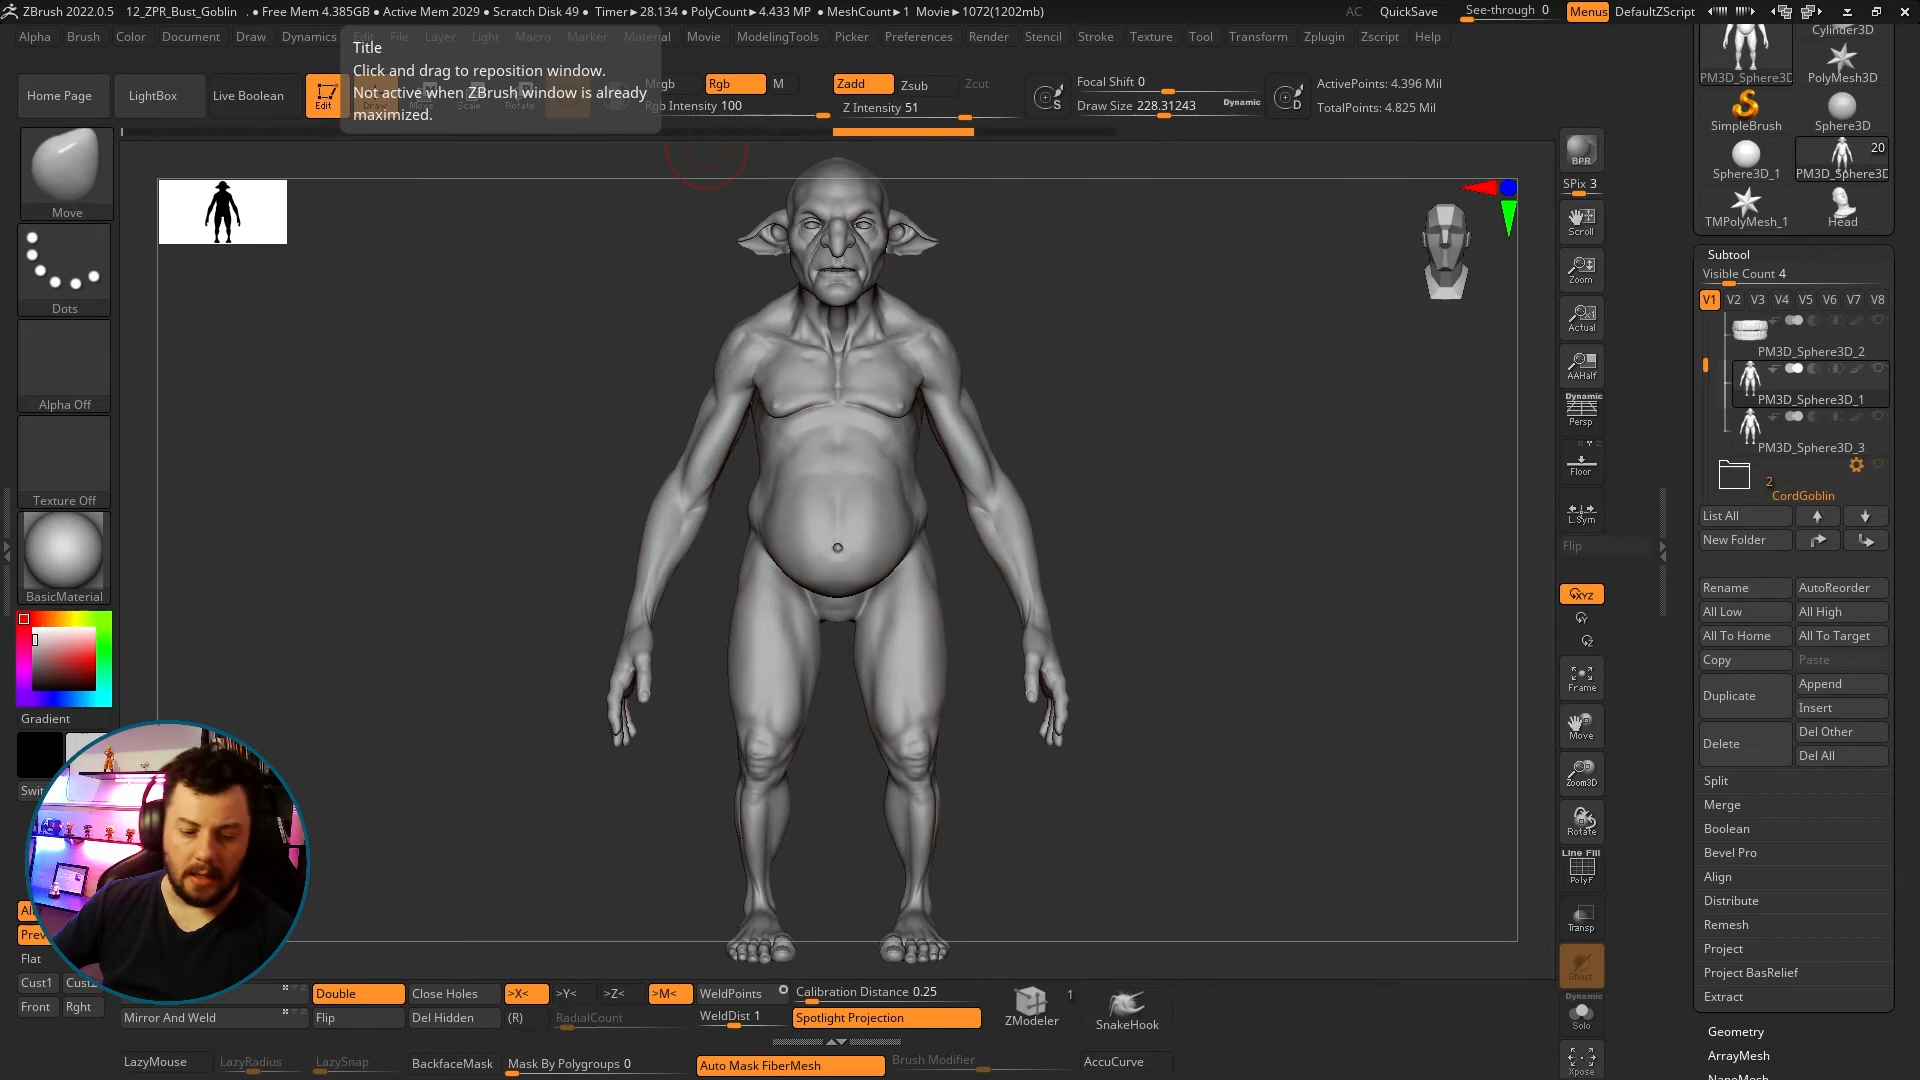 ZBrush 2022.0.5 12_ZPR_Bust_Goblin . ● Free Mem 4.385GB ● Active Mem 2029 ● Scratch Disk 49 ● Timer►28.134 ● PolyCount►4.433 MP ● MeshCount►1 Movie►1072(1202mb) AC QuickSave See-through 0 Menus DefaultZScript
Alpha Brush Color Document Draw Dynamics Edit File Layer Light Macro Marker Material Movie ModelingTools Picker Preferences Render Stencil Stroke Texture Tool Transform Zplugin Zscript Help
Title
Click and drag to reposition window.
Not active when ZBrush window is already
maximized.
Home Page LightBox Live Boolean Edit Draw Move Scale Rotate
Mrgb Rgb M
Rgb Intensity 100
Zadd Zsub Zcut
Z Intensity 51
S
Focal Shift 0
Draw Size 228.31243 Dynamic
D
ActivePoints: 4.396 Mil
TotalPoints: 4.825 Mil
Move
Dots
Alpha Off
Texture Off
BasicMaterial
Gradient
Flat
Cust1
Front Rght
BPR
SPix 3
Scroll
Zoom
Actual
AAHalf
Dynamic
Persp
Floor
L.Sym
Flip
XYZ
Frame
Move
Zoom3D
Rotate
Line Fill
PolyF
Transp
Ghost
Dynamic
Solo
Xpose
Cylinder3D
PM3D_Sphere3D PolyMesh3D
SimpleBrush Sphere3D
20
Sphere3D_1 PM3D_Sphere3D
TMPolyMesh_1 Head
Subtool
Visible Count 4
V1 V2 V3 V4 V5 V6 V7 V8
PM3D_Sphere3D_2
PM3D_Sphere3D_1
PM3D_Sphere3D_3
2
CordGoblin
List All
New Folder
Rename AutoReorder
All Low All High
All To Home All To Target
Copy Paste
Duplicate Append
Insert
Delete Del Other
Del All
Split
Merge
Boolean
Bevel Pro
Align
Distribute
Remesh
Project
Project BasRelief
Extract
Geometry
ArrayMesh
Double Close Holes >X< >Y< >Z< >M< WeldPoints Calibration Distance 0.25
Mirror And Weld Flip Del Hidden (R) RadialCount WeldDist 1 Spotlight Projection
ZModeler 1 SnakeHook
LazyMouse LazyRadius LazySnap BackfaceMask Mask By Polygroups 0 Auto Mask FiberMesh Brush Modifier AccuCurve